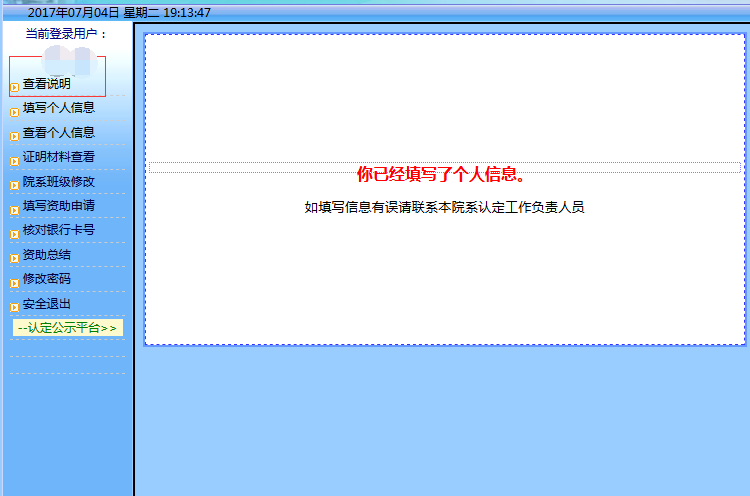 2017年07月04日 星期二 19:13:47
当前登录用户：
查看说明
填写个人信息
查看个人信息
证明材料查看
院系班级修改
填写资助申请
核对银行卡号
资助总结
修改密码
安全退出
--认定公示平台>>
你已经填写了个人信息。
如填写信息有误请联系本院系认定工作负责人员